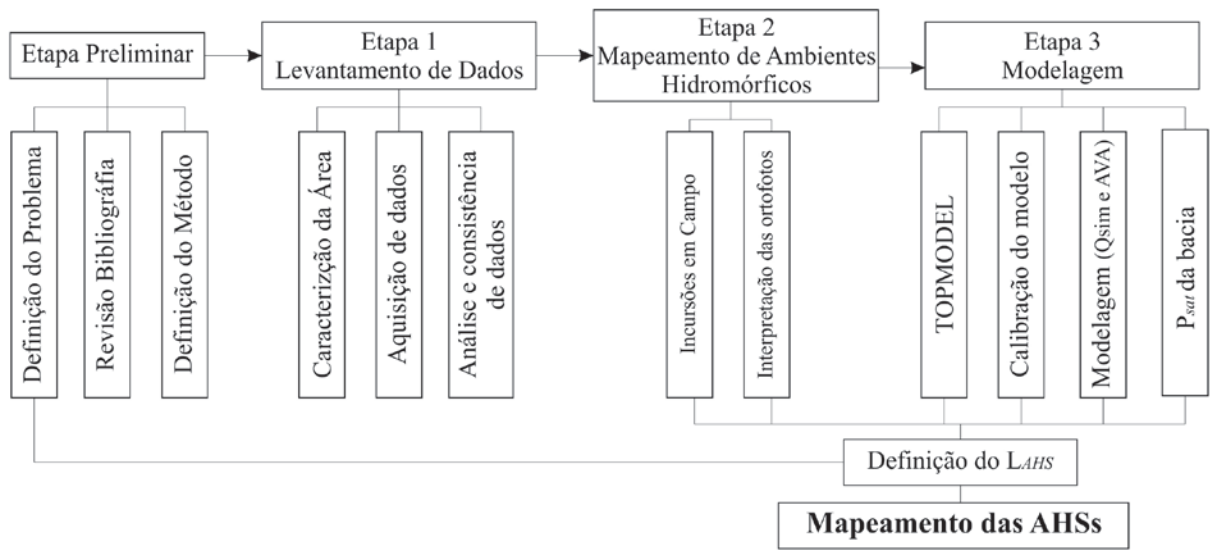 Etapa Preliminar
Etapa 1
Levantamento de Dados
Etapa 2
Mapeamento de Ambientes
Hidromórficos
Etapa 3
Modelagem
Definição do Problema
Revisão Bibliográfia
Definição do Método
Caracterizção da Área
Aquisição de dados
Análise e consistência
de dados
Incursões em Campo
Interpretação das ortofotos
TOPMODEL
Calibração do modelo
Modelagem (Qsim e AVA)
Psat da bacia
Definição do LAHS
Mapeamento das AHSs